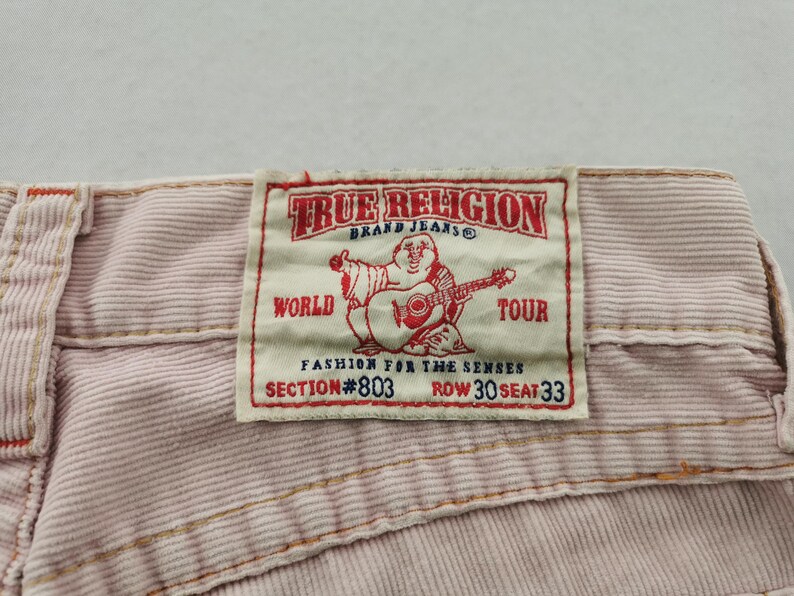 TRUE RELIGION
BRAND JEANS®
WORLD TOUR
FASHION FOR THE SENSES
SECTION #803 ROW 30 SEAT 33